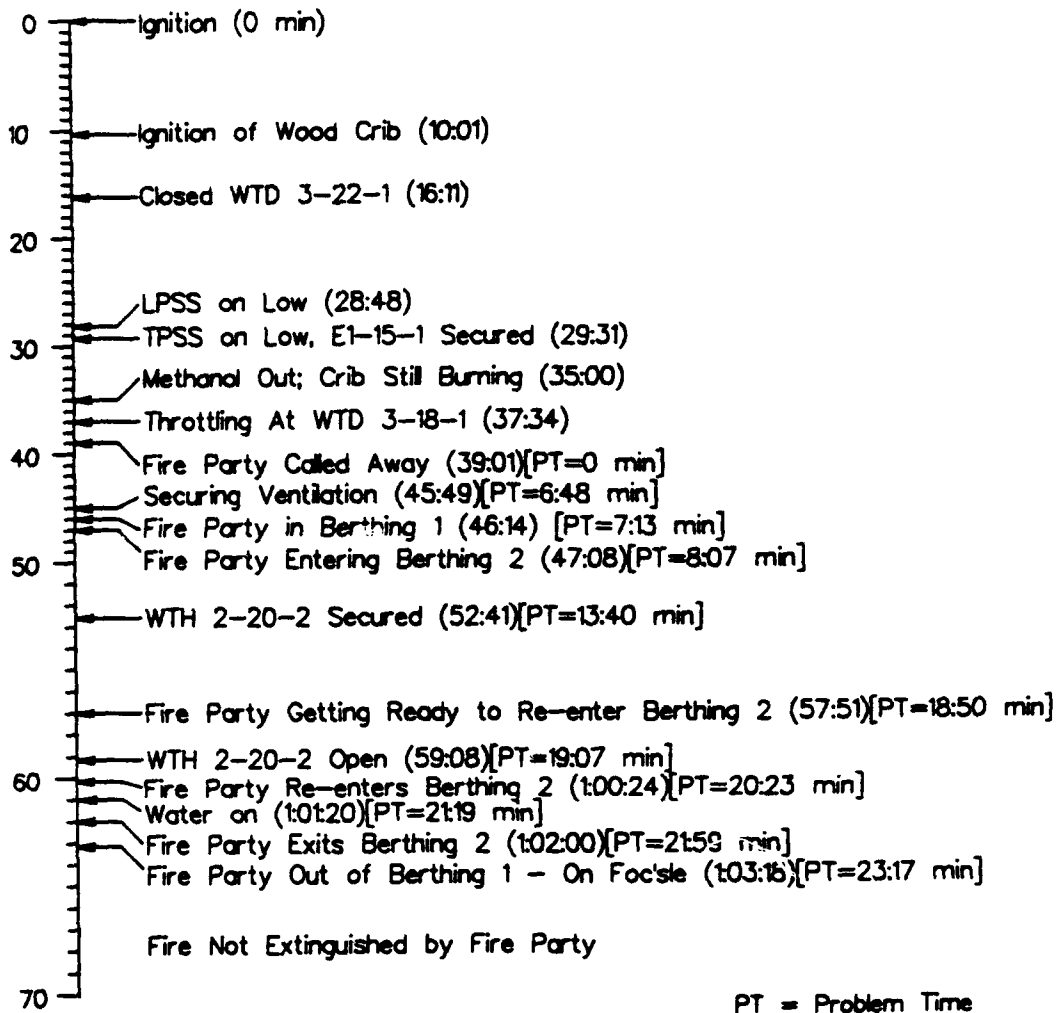 0 Ignition (0 min)
10 Ignition of Wood Crib (10:01)
Closed WTD 3-22-1 (16:11)
20
LPSS on Low (28:48)
TPSS on Low, E1-15-1 Secured (29:31)
30
Methanol Out; Crib Still Burning (35:00)
Throttling At WTD 3-18-1 (37:34)
40
Fire Party Called Away (39:01)[PT=0 min]
Securing Ventilation (45:49)[PT=6:48 min]
Fire Party in Berthing 1 (46:14) [PT=7:13 min]
Fire Party Entering Berthing 2 (47:08)[PT=8:07 min]
50
WTH 2-20-2 Secured (52:41)[PT=13:40 min]
Fire Party Getting Ready to Re-enter Berthing 2 (57:51)[PT=18:50 min]
WTH 2-20-2 Open (59:08)[PT=19:07 min]
60
Fire Party Re-enters Berthing 2 (1:00:24)[PT=20:23 min]
Water on (1:01:20)[PT=21:19 min]
Fire Party Exits Berthing 2 (1:02:00)[PT=21:59 min]
Fire Party Out of Berthing 1 - On Foc'sle [PT=23:17 min]
Fire Not Extinguished by Fire Party
70
PT = Problem Time